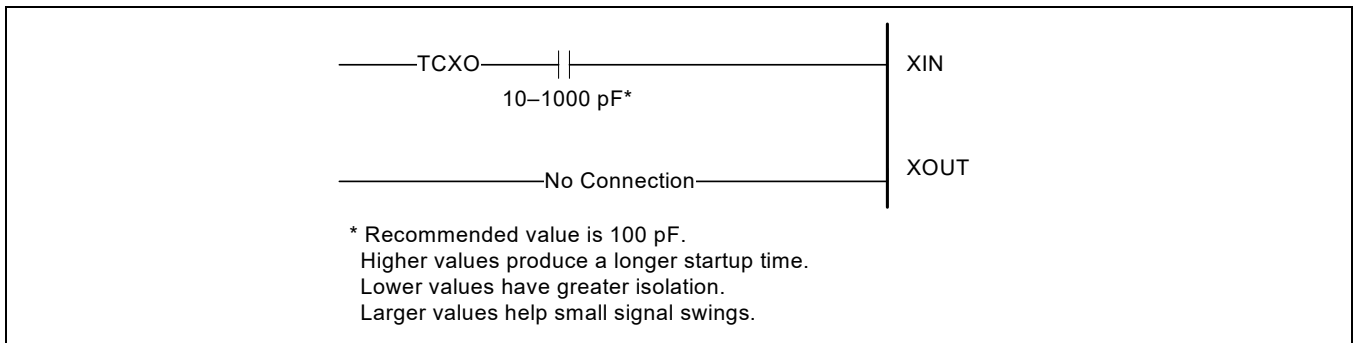 TCXO
XIN
10–1000 pF*
No Connection
XOUT
* Recommended value is 100 pF.
Higher values produce a longer startup time.
Lower values have greater isolation.
Larger values help small signal swings.